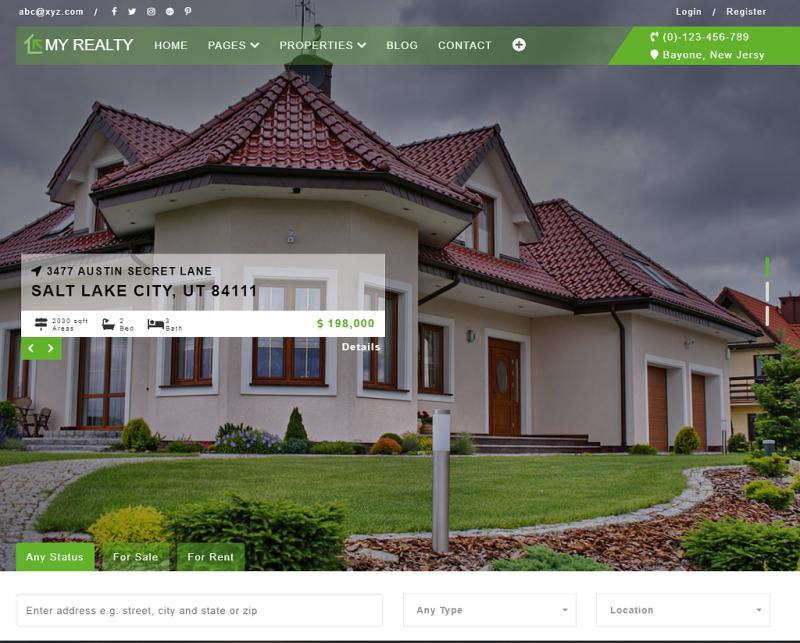 abc@xyz.com /
Login / Register
MY REALTY HOME PAGES PROPERTIES BLOG CONTACT
(0)-123-456-789
Bayone, New Jersy
3477 AUSTIN SECRET LANE
SALT LAKE CITY, UT 84111
2030 sqft
Areas
2
Bed
3
Bath
$ 198,000
Details
Any Status For Sale For Rent
Enter address e.g. street, city and state or zip Any Type Location